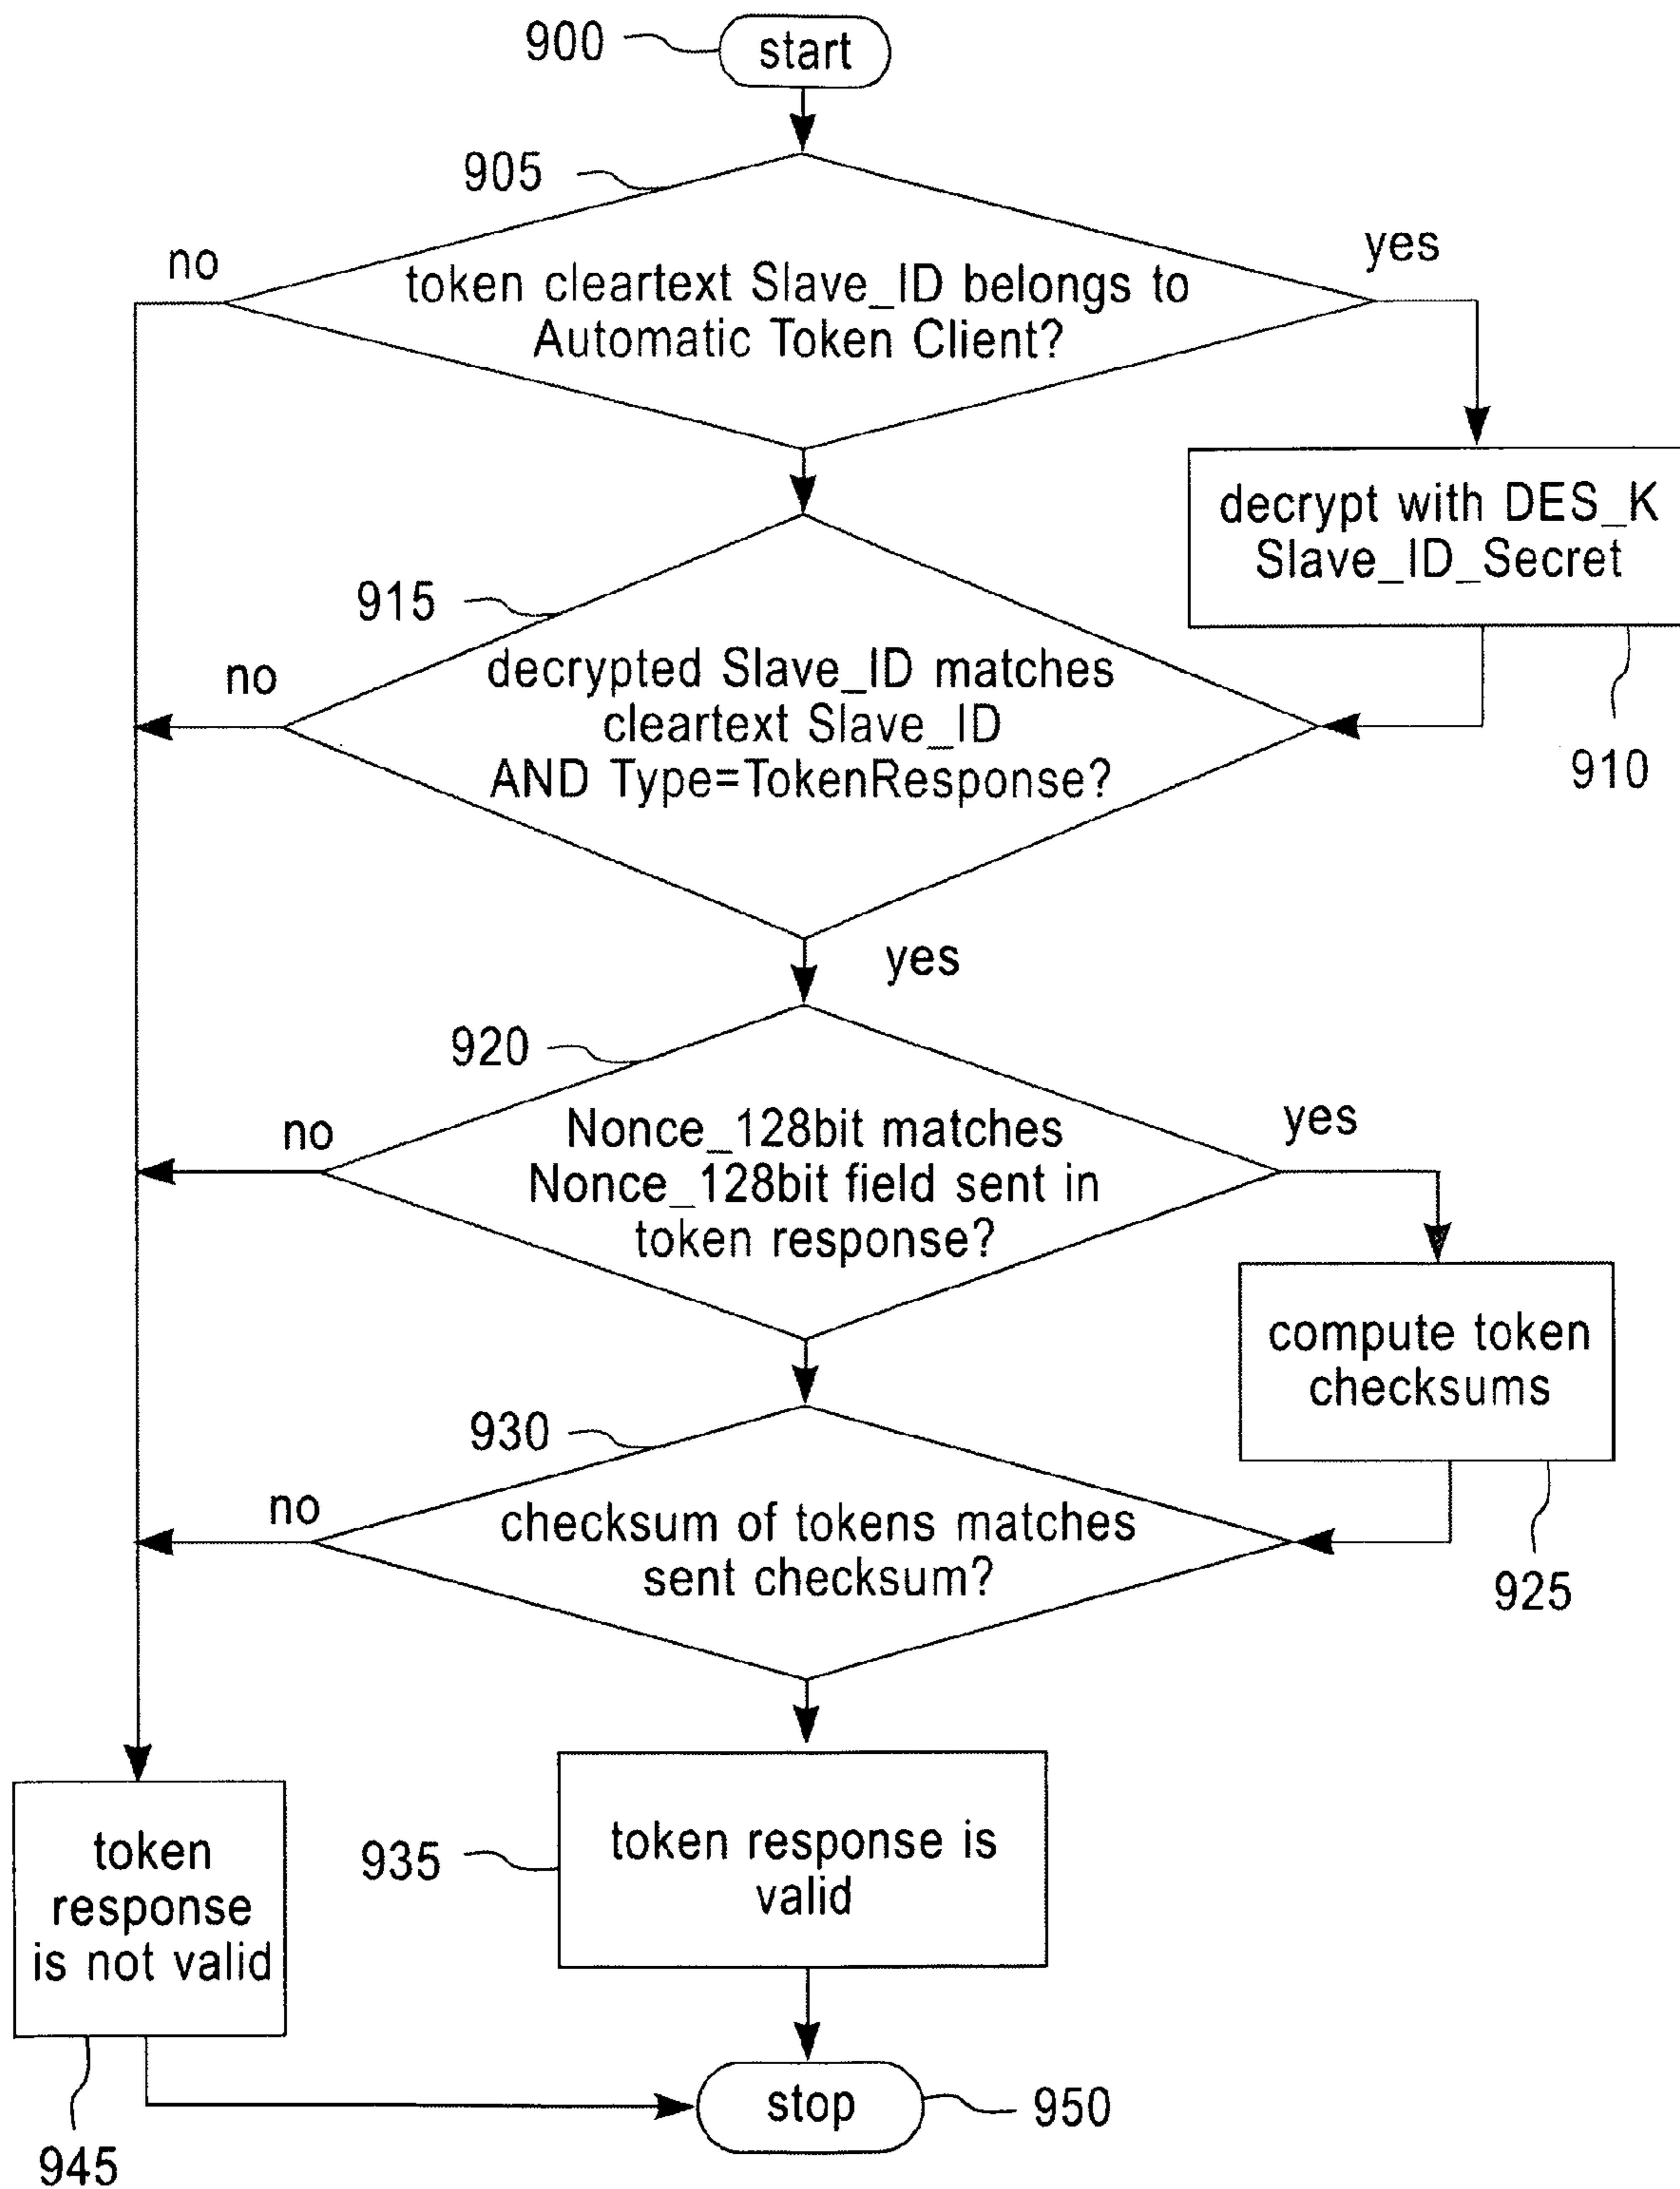 900
start
905
no
yes
token cleartext Slave_ID belongs to
Automatic Token Client?
decrypt with DES_K
Slave_ID_Secret
910
915
no
decrypted Slave_ID matches
cleartext Slave_ID
AND Type=TokenResponse?
yes
920
no
yes
Nonce_128bit matches
Nonce_128bit field sent in
token response?
compute token
checksums
925
930
no
checksum of tokens matches
sent checksum?
token
response
is not valid
945
935
token response is
valid
stop
950